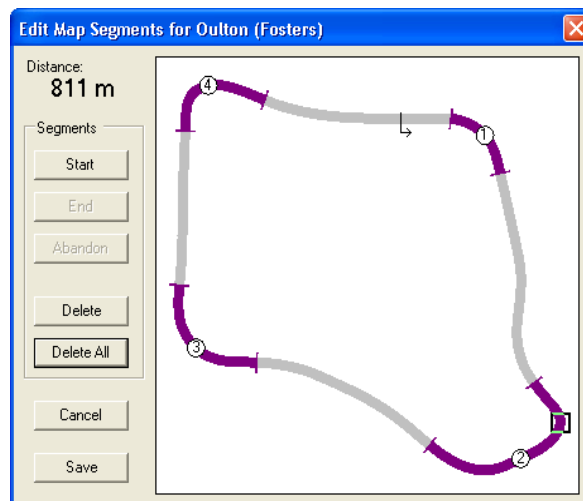 Edit Map Segments for Oulton (Fosters)
Distance:
811 m
Segments
Start
End
Abandon
Delete
Delete All
Cancel
Save
4
1
3
2